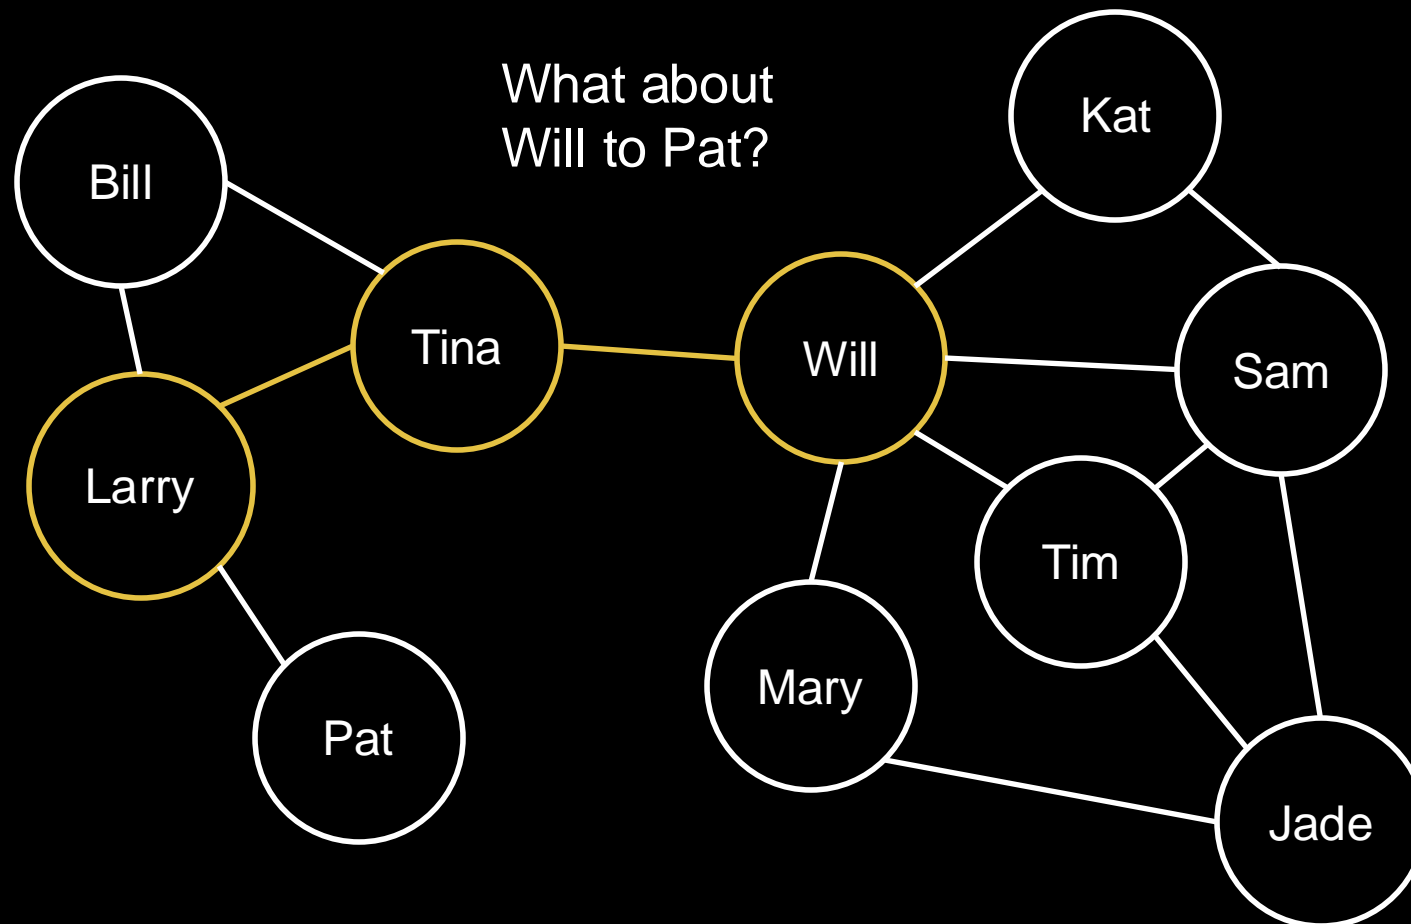 What about
Will to Pat?
Kat
Bill
Tina
Will
Sam
Larry
Tim
Mary
Pat
Jade